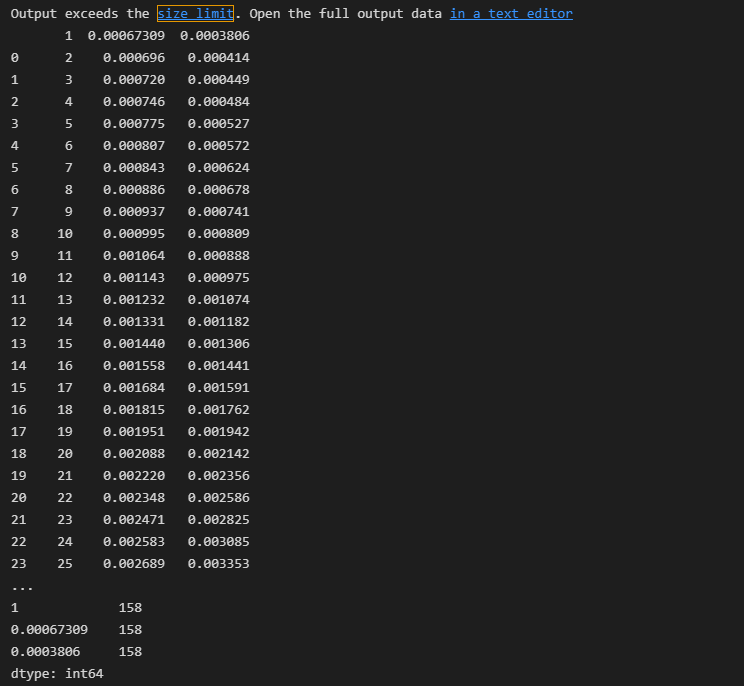 Output exceeds the size limit. Open the full output data in a text editor
1 0.00067309 0.0003806
0 2 0.000696 0.000414
1 3 0.000720 0.000449
2 4 0.000746 0.000484
3 5 0.000775 0.000527
4 6 0.000807 0.000572
5 7 0.000843 0.000624
6 8 0.000886 0.000678
7 9 0.000937 0.000741
8 10 0.000995 0.000809
9 11 0.001064 0.000888
10 12 0.001143 0.000975
11 13 0.001232 0.001074
12 14 0.001331 0.001182
13 15 0.001440 0.001306
14 16 0.001558 0.001441
15 17 0.001684 0.001591
16 18 0.001815 0.001762
17 19 0.001951 0.001942
18 20 0.002088 0.002142
19 21 0.002220 0.002356
20 22 0.002348 0.002586
21 23 0.002471 0.002825
22 24 0.002583 0.003085
23 25 0.002689 0.003353
...
1 158
0.00067309 158
0.0003806 158
dtype: int64